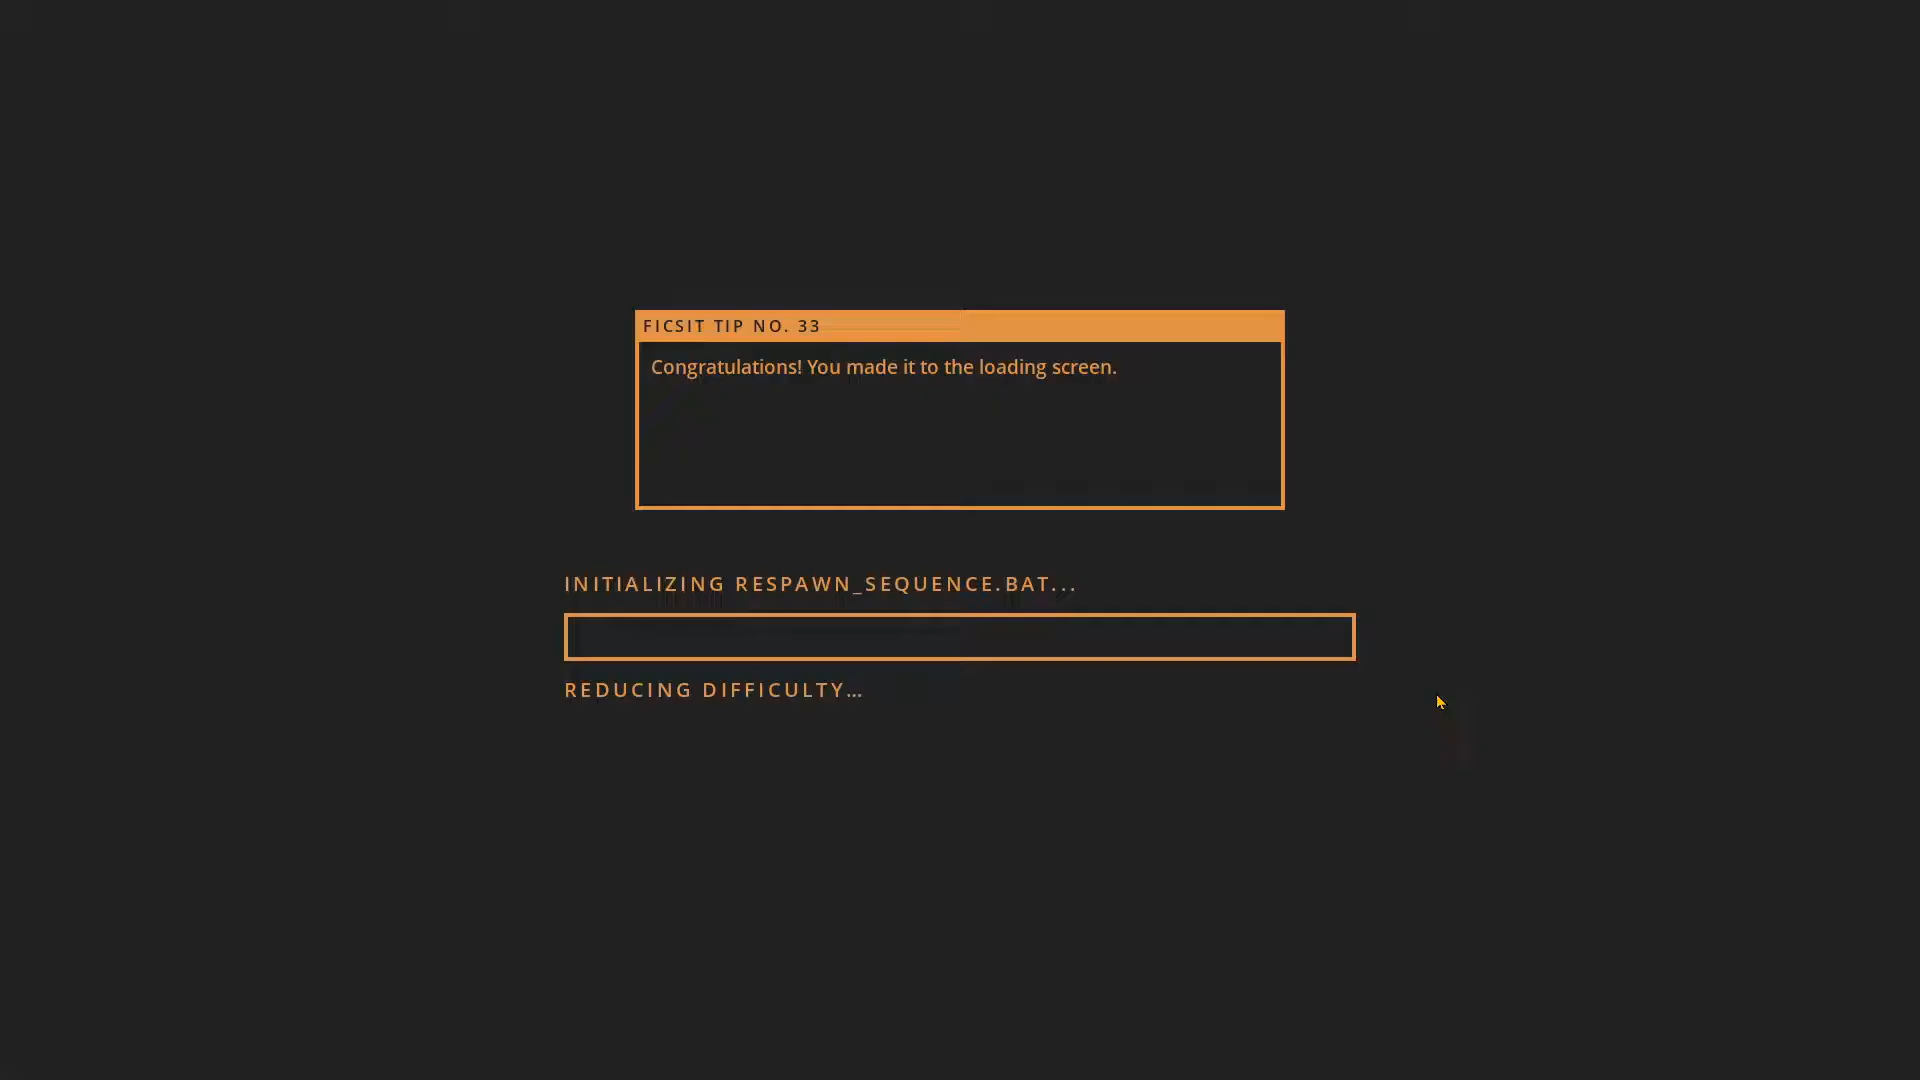 FICSIT TIP NO. 33
Congratulations! You made it to the loading screen.
INITIALIZING RESPAWN_SEQUENCE.BAT...
REDUCING DIFFICULTY…